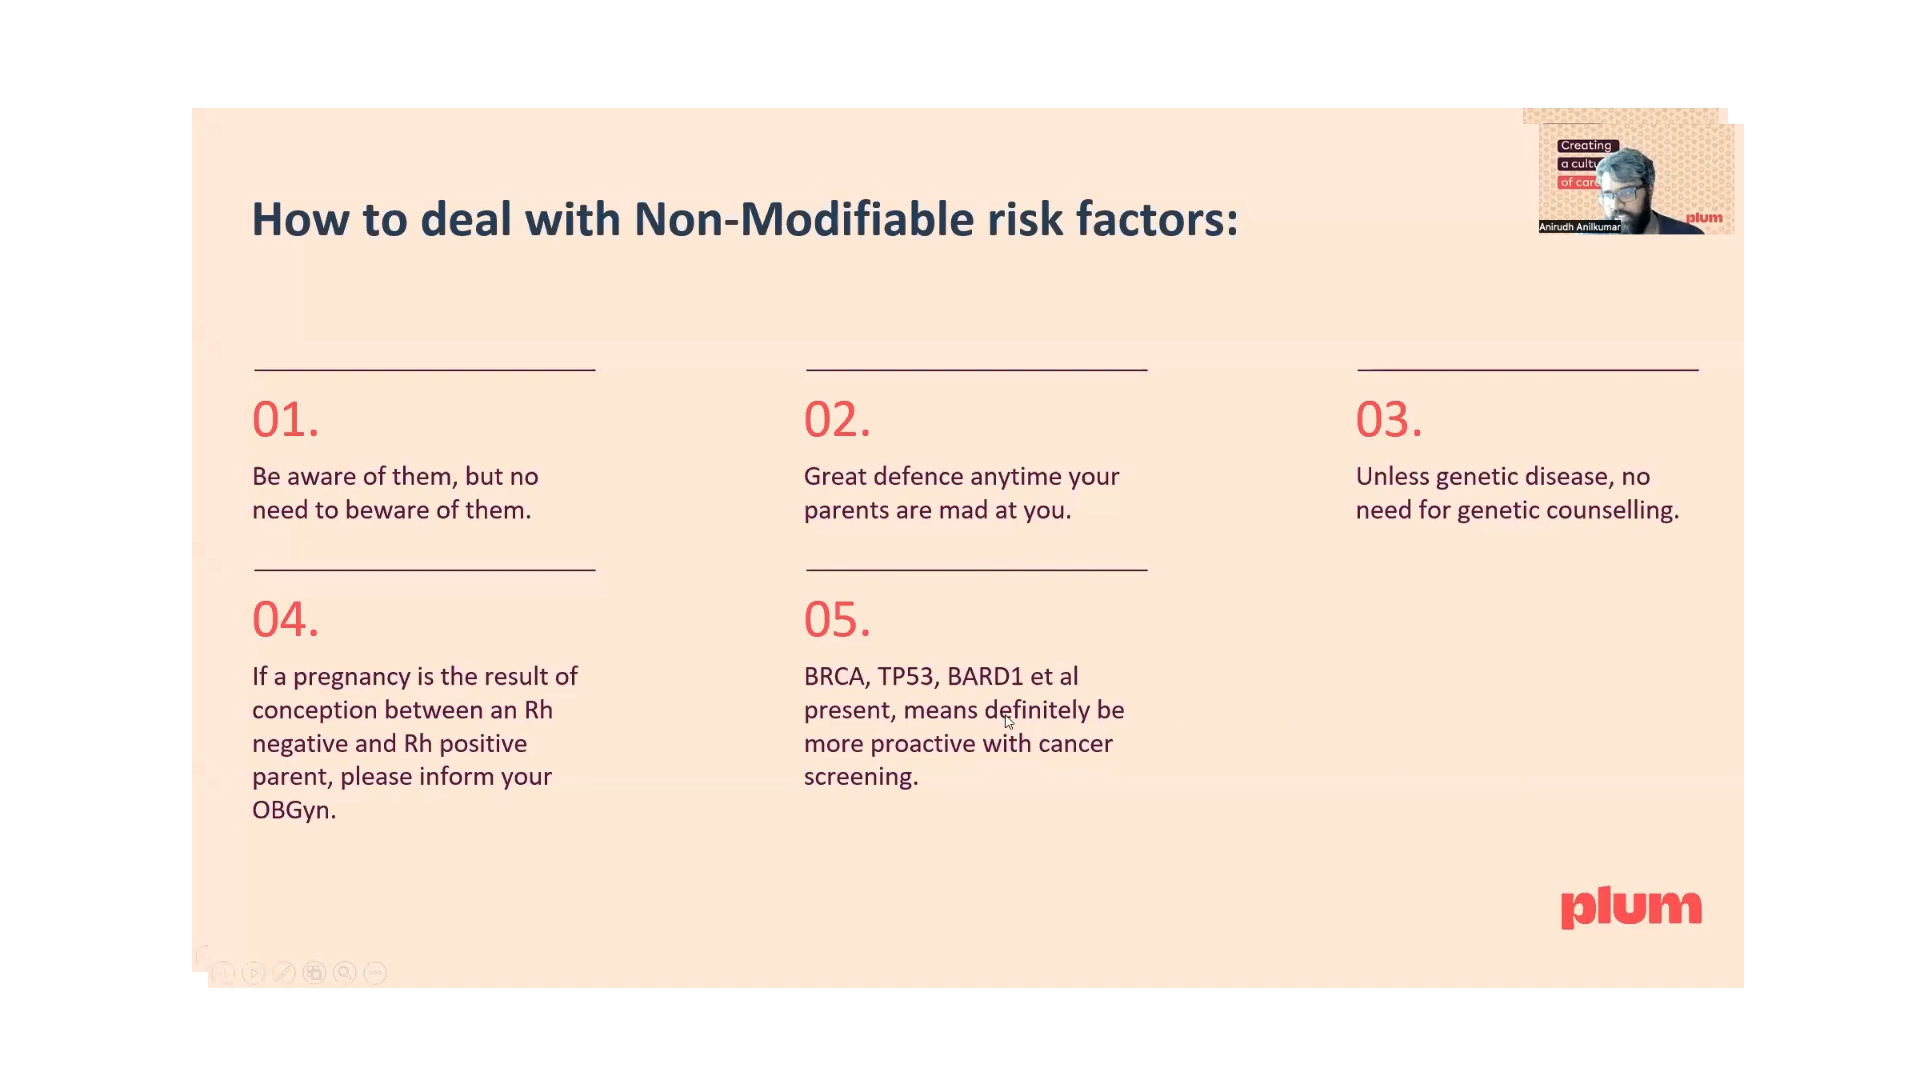 How to deal with Non-Modifiable risk factors:
Creating
a cultu
of care
plum
Anirudh Anilkumar
01.
Be aware of them, but no
need to beware of them.
02.
Great defence anytime your
parents are mad at you.
03.
Unless genetic disease, no
need for genetic counselling.
04.
If a pregnancy is the result of
conception between an Rh
negative and Rh positive
parent, please inform your
OBGyn.
05.
BRCA, TP53, BARD1 et al
present, means definitely be
more proactive with cancer
screening.
plum